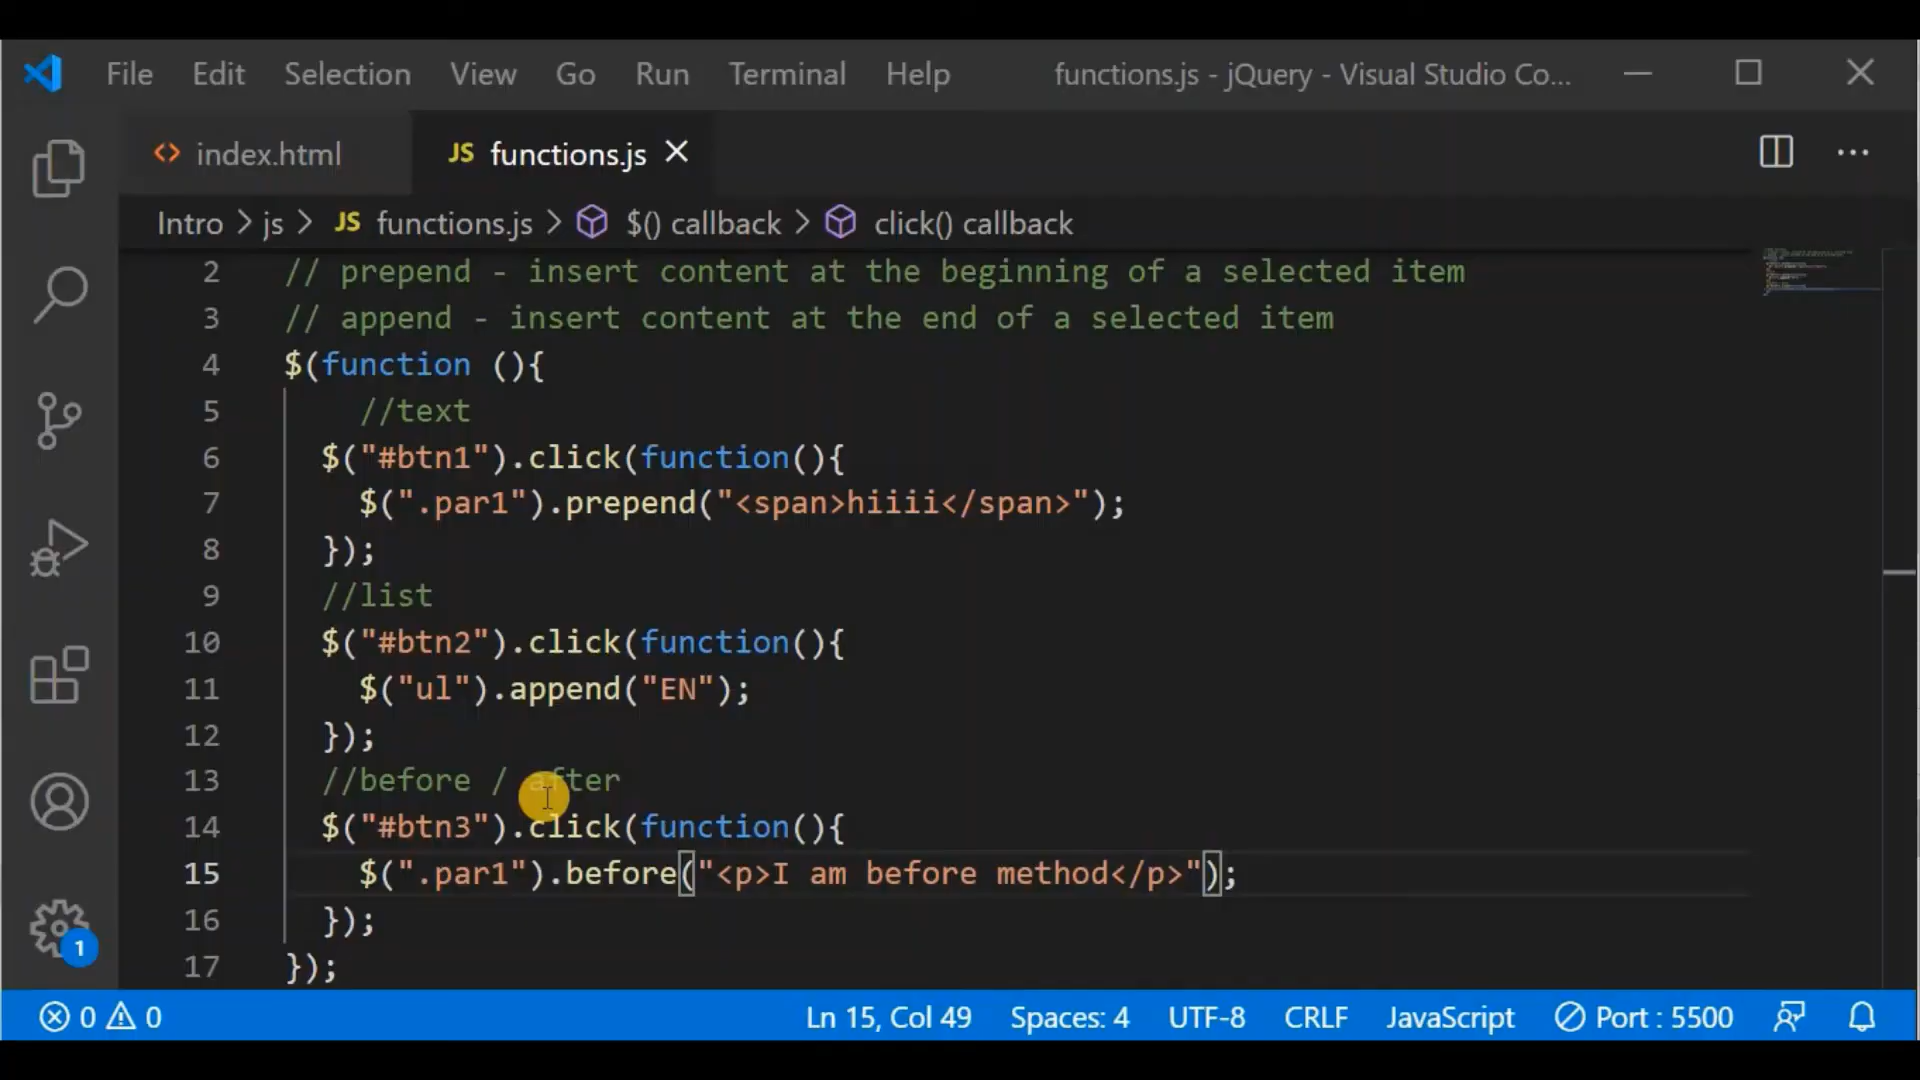 File Edit Selection View Go Run Terminal Help functions.js - jQuery - Visual Studio Co...
index.html JS functions.js
Intro > js > JS functions.js > $() callback > click() callback
2 // prepend - insert content at the beginning of a selected item
3 // append - insert content at the end of a selected item
4 $(function (){
5 //text
6 $("#btn1").click(function(){
7 $(".par1").prepend("<span>hiiii</span>");
8 });
9 //list
10 $("#btn2").click(function(){
11 $("ul").append("EN");
12 });
13 //before / after
14 $("#btn3").click(function(){
15 $(".par1").before("<p>I am before method</p>");
16 });
17 });
1
0 0 Ln 15, Col 49 Spaces: 4 UTF-8 CRLF JavaScript Port : 5500